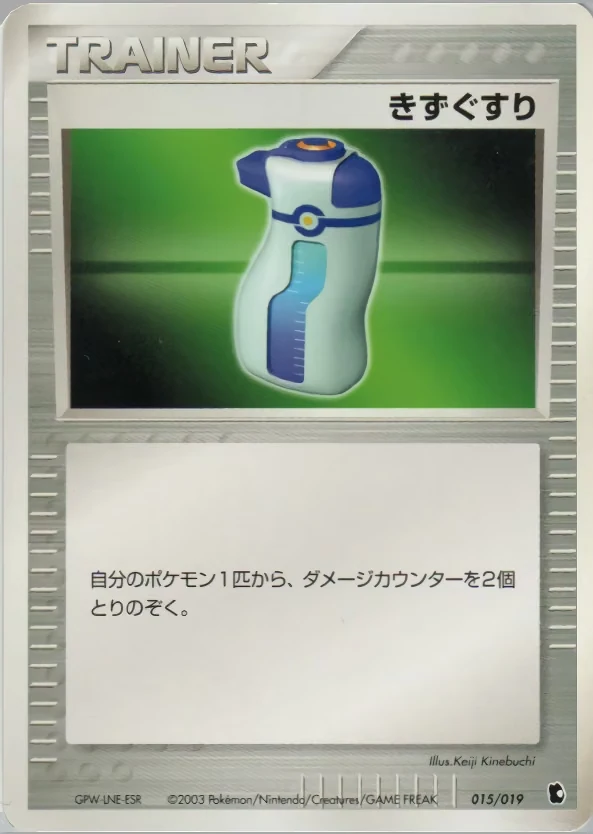 TRAINER
きずぐすり
自分のポケモン1匹から、ダメージカウンターを2個
とりのぞく。
Illus.Keiji Kinebuchi
GPW-LNE-ESR ©2003 Pokémon/Nintendo/Creatures/GAME FREAK 015/019